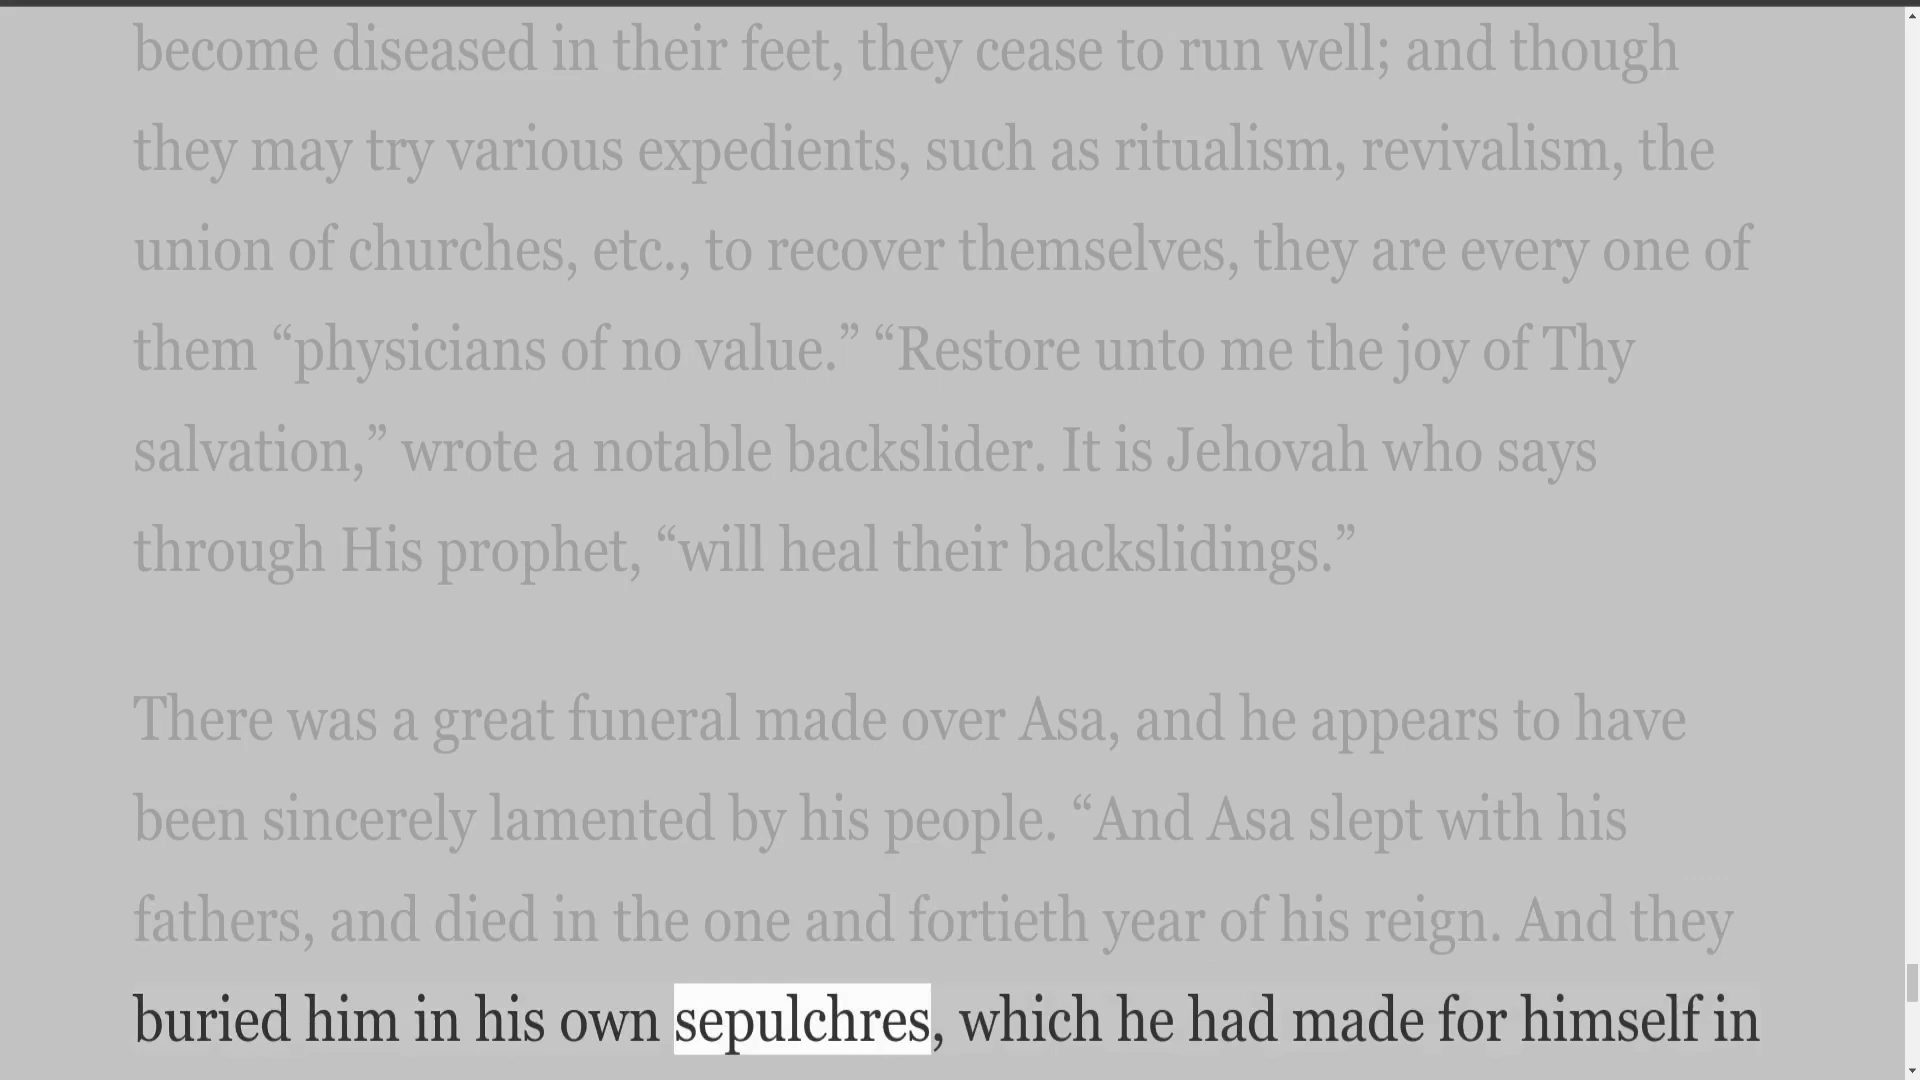 become diseased in their feet, they cease to run well; and though
they may try various expedients, such as ritualism, revivalism, the
union of churches, etc., to recover themselves, they are every one of
them “physicians of no value.” “Restore unto me the joy of Thy
salvation,” wrote a notable backslider. It is Jehovah who says
through His prophet, “will heal their backslidings.”
There was a great funeral made over Asa, and he appears to have
been sincerely lamented by his people. “And Asa slept with his
fathers, and died in the one and fortieth year of his reign. And they
buried him in his own sepulchres, which he had made for himself in